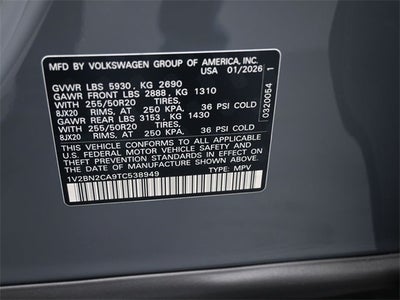 MFD BY VOLKSWAGEN GROUP OF AMERICA, INC.
USA 01/2026
GVWR LBS 5930, KG 2690
GAWR FRONT LBS 2888, KG 1310
WITH 255/50R20 TIRES,
8JX20 RIMS, AT 250 KPA. 36 PSI COLD
GAWR REAR LBS 3153, KG 1430
WITH 255/50R20 TIRES,
8JX20 RIMS, AT 250 KPA. 36 PSI COLD
THIS VEHICLE CONFORMS TO ALL APPLICABLE
U.S. FEDERAL MOTOR VEHICLE SAFETY AND
THEFT PREVENTION STANDARDS IN EFFECT ON
THE DATE OF MANUFACTURE SHOWN ABOVE.
1V2BN2CA9TC538949 TYPE: MPV
0320054 1